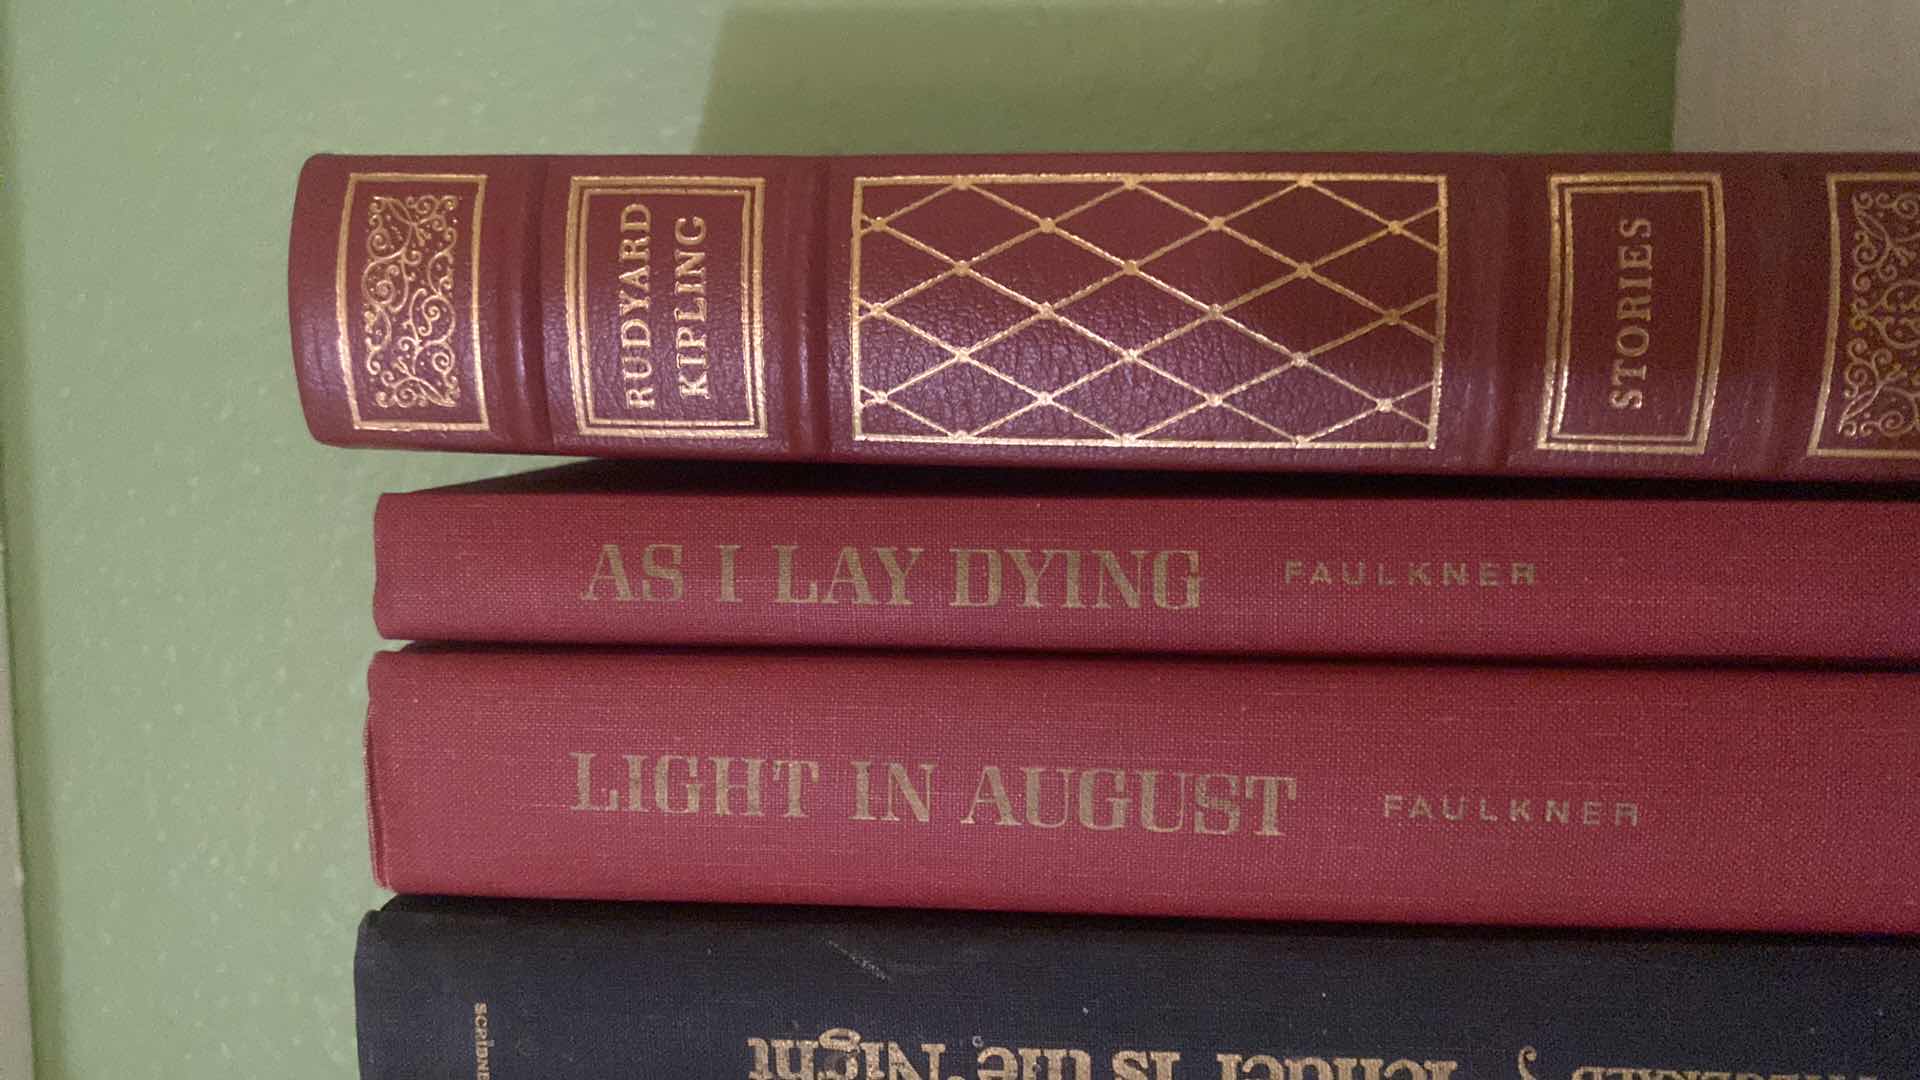 RUDYARD
KIPLING
STORIES
AS I LAY DYING FAULKNER
LIGHT IN AUGUST FAULKNER
Tender Is the Night